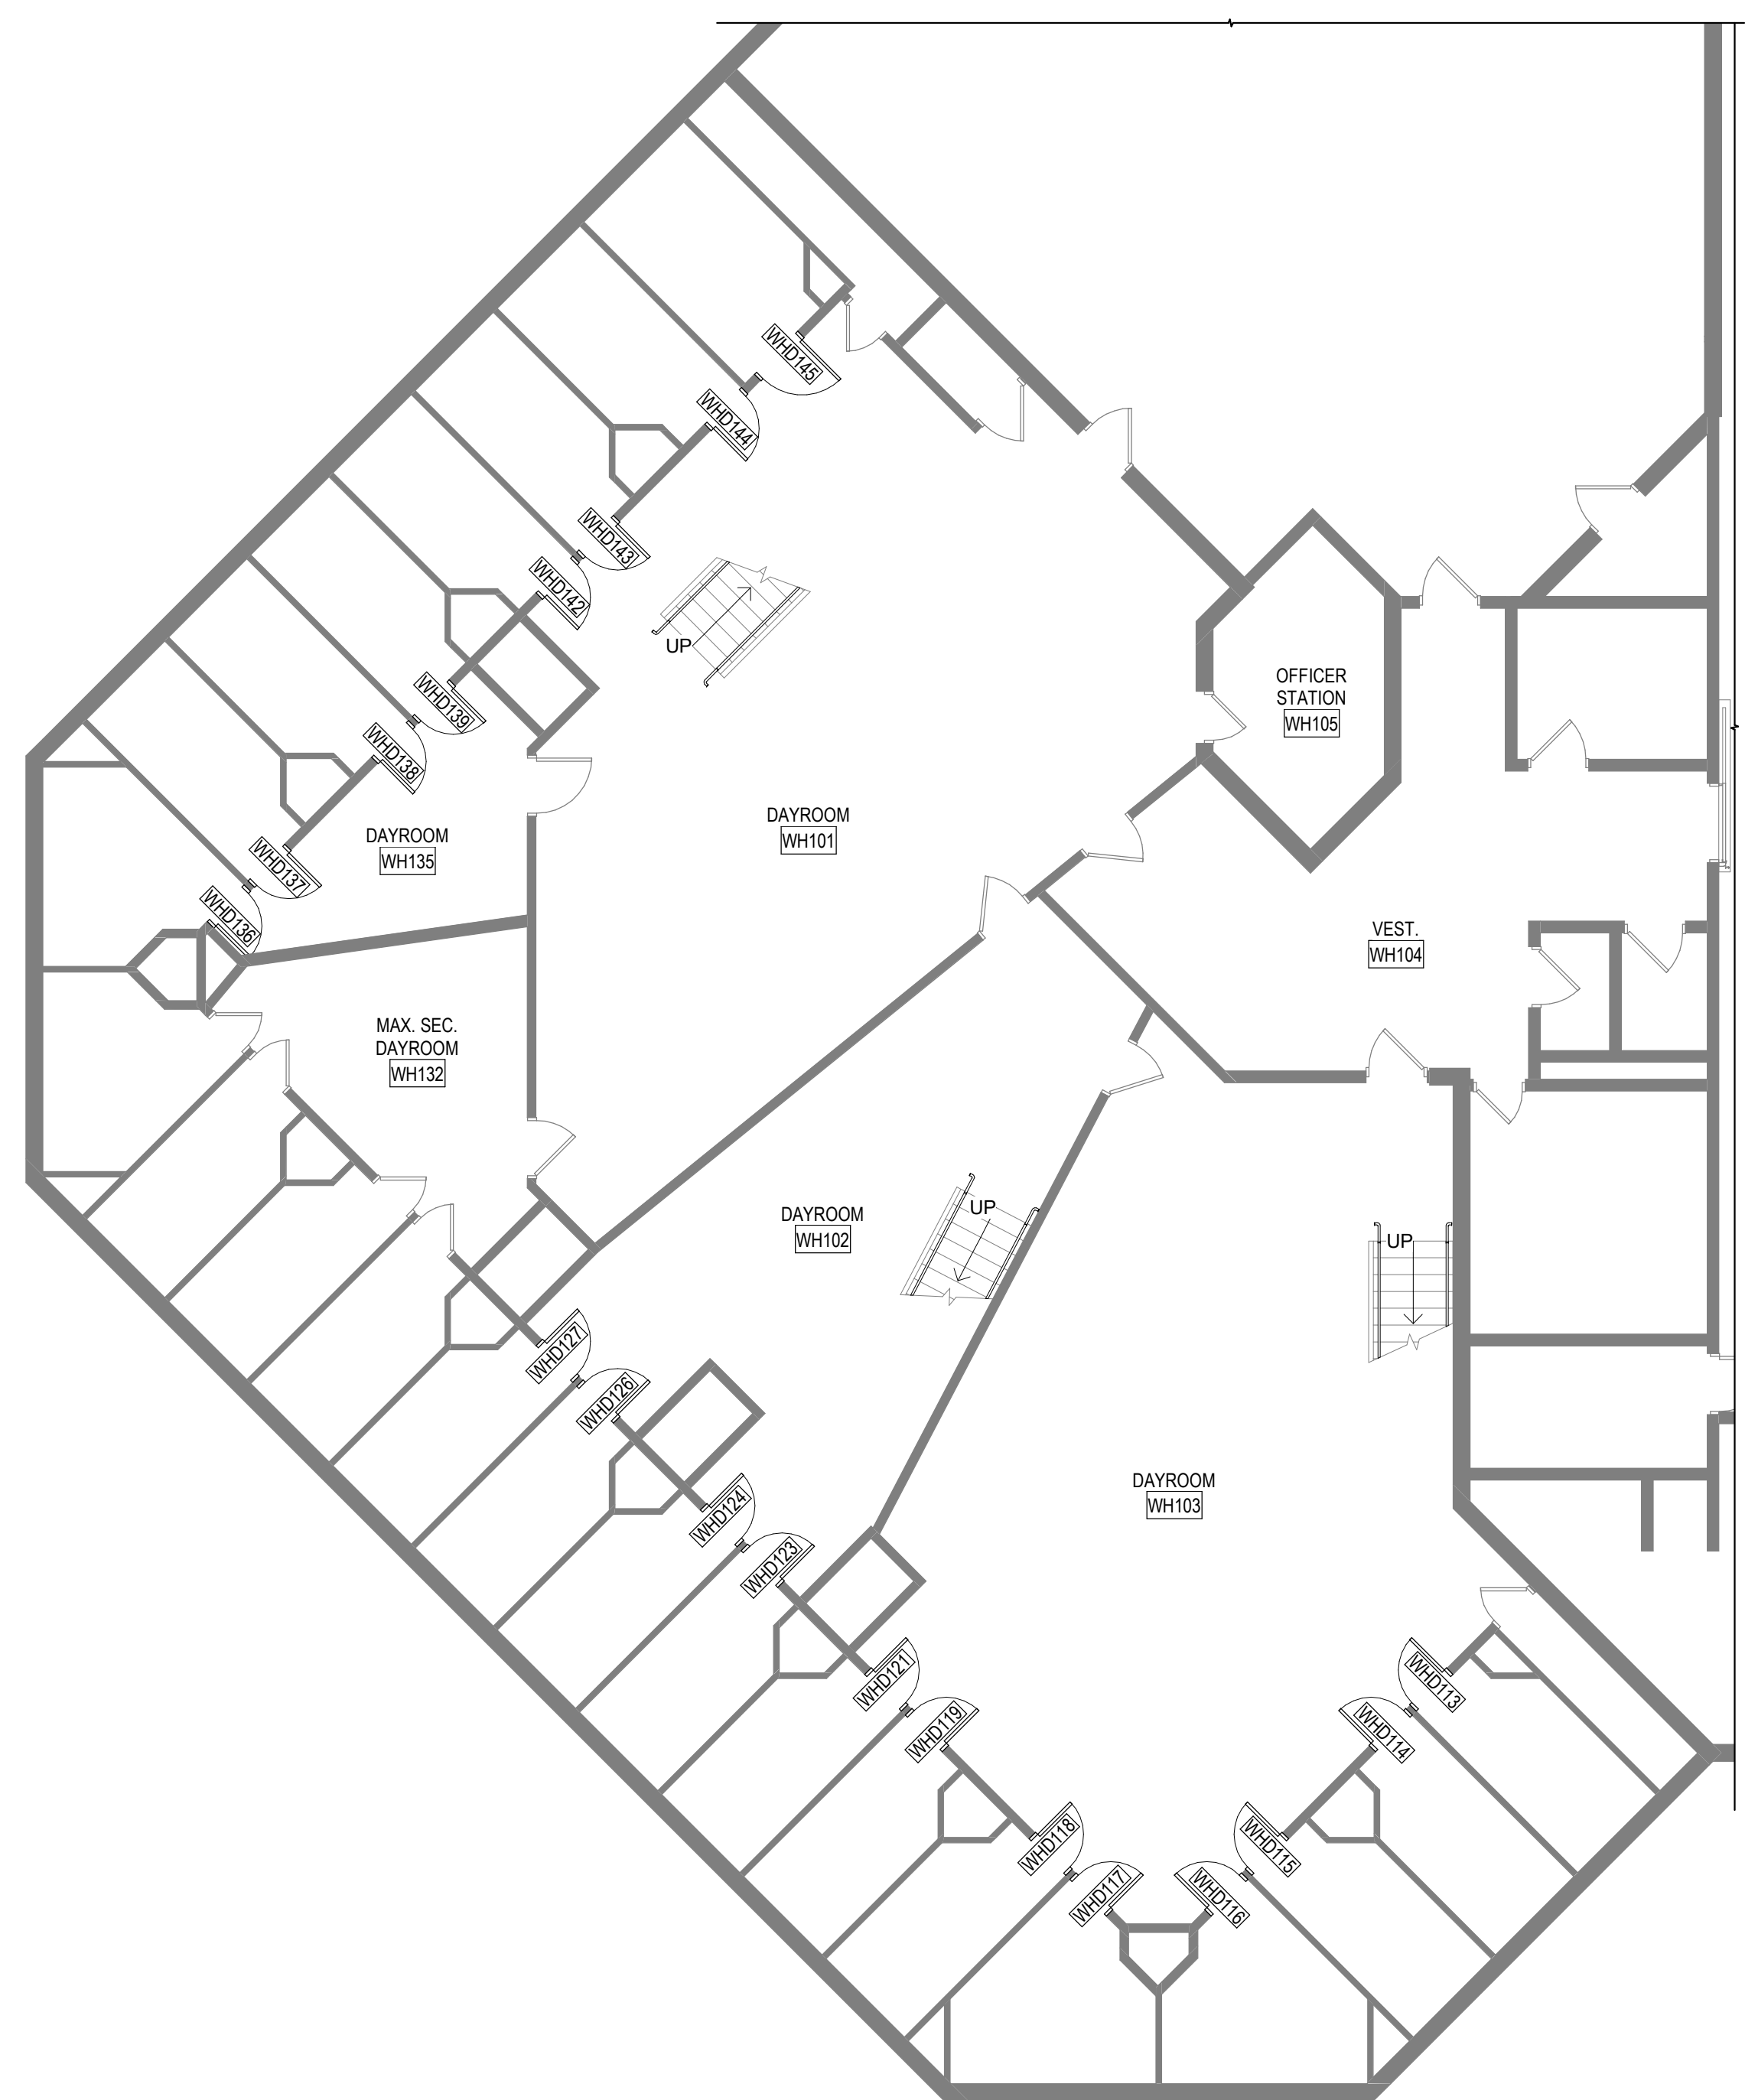 WHD145
WHD144
WHD143
WHD142
UP
OFFICER
STATION
WH105
WHD139
WHD138
DAYROOM
WH101
DAYROOM
WH135
WHD137
WHD136
VEST.
WH104
MAX. SEC.
DAYROOM
WH132
DAYROOM
WH102
UP
UP
WHD127
WHD126
DAYROOM
WH103
WHD124
WHD123
WHD121
WHD119
WHD113
WHD114
WHD118
WHD115
WHD117
WHD116